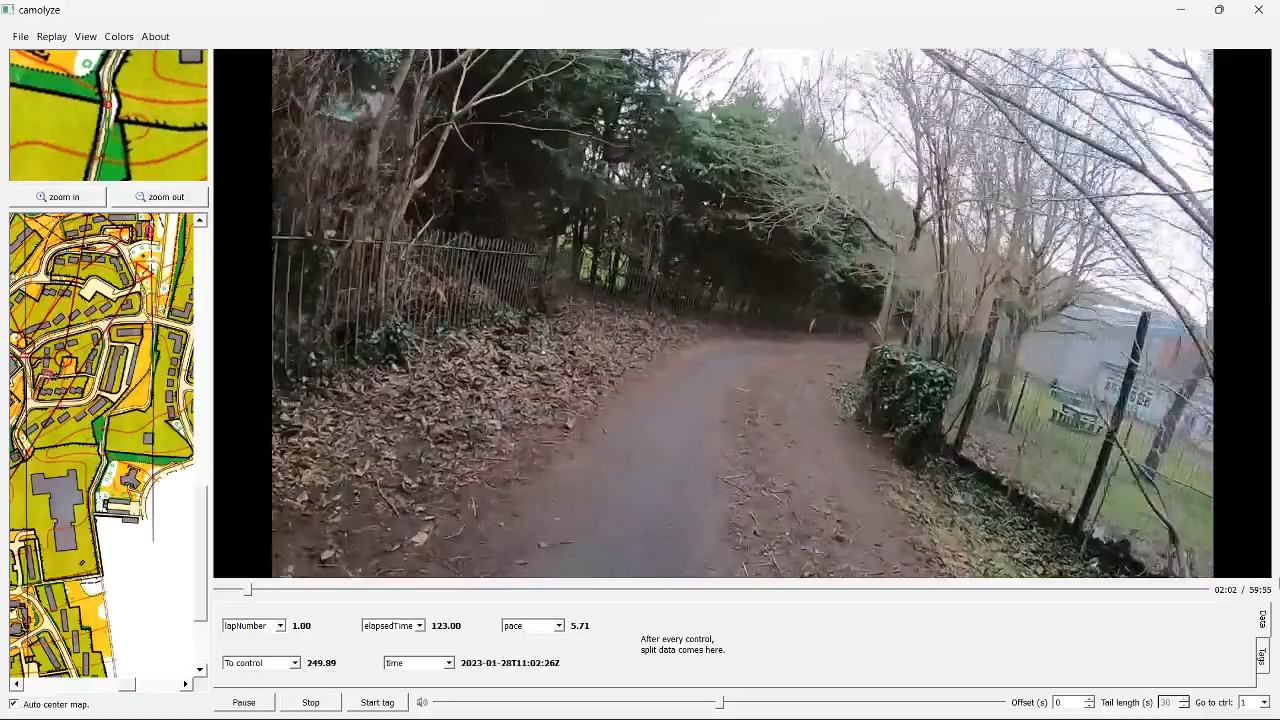 camolyze
File Replay View Colors About
zoom in zoom out
02:02 / 59:55
lapNumber 1.00 elapsedTime 123.00 pace 5.71
After every control,
split data comes here.
To control 249.89 time 2023-01-28T11:02:26Z
Data
Tags
Auto center map.
Pause Stop Start tag Offset (s) 0 Tail length (s) 30 Go to ctrl: 1